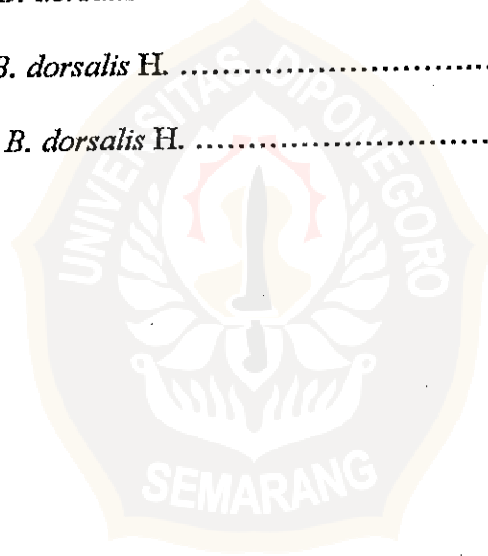 B. dorsalis H. ....................................
B. dorsalis H. ..................................
UNIVERSITAS DIPONEGORO
SEMARANG